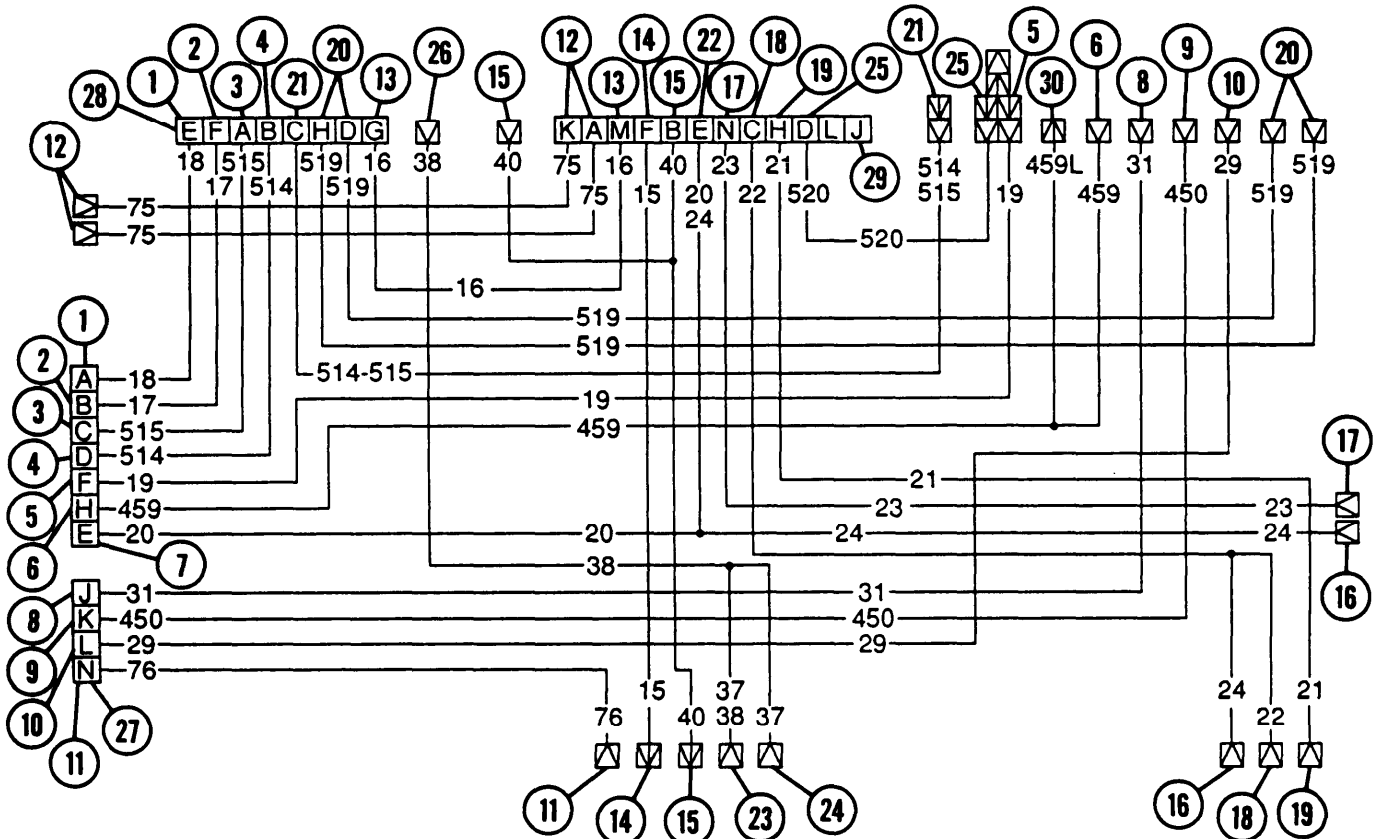 2 4 20 26 12 14 22 18 21 5 6 9 20
1 3 21 13 15 13 15 17 19 25 25 30 8 10
28
E F A B C H D G K A M F B E N C H D L J
12 18 515 519 16 38 40 75 16 40 23 21 514 459L 31 29 519
17 514 519 75 15 20 22 520 29 515 19 459 450 519
75 24
75 520
16
1 519
519
2 A 18 514-515
B 17 19
3 C 515 459 17
4 D 514
F 19 21
5 H 459 23 23
E 20 20 24 24
6 7 38
8 J 31 31 16
K 450 450
9 L 29 29
N 76
10 27 15 37 24 21
11 76 40 38 37 22
11 14 15 23 24 16 18 19